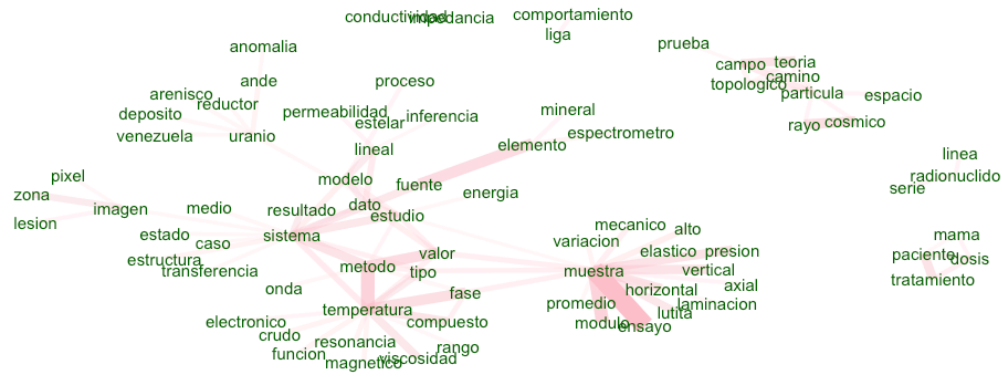 conductividad impedancia comportamiento
liga
prueba
anomalia
campo teoria
camino
topologico
ande proceso
particula espacio
arenisco
reductor
deposito permeabilidad inferencia mineral
estelar
rayo cosmico
venezuela uranio espectrometro
lineal elemento
linea
pixel modelo fuente radionuclido
serie
zona energia
imagen medio resultado dato
estudio
lesion mecanico alto
estado sistema variacion mama
caso
estructura valor elastico presion paciente
dosis
transferencia metodo tipo muestra vertical
tratamiento
onda fase horizontal axial
temperatura promedio laminacion
lutita
electronico compuesto modulo
ensayo
crudo resonancia rango
funcion viscosidad
magnetico